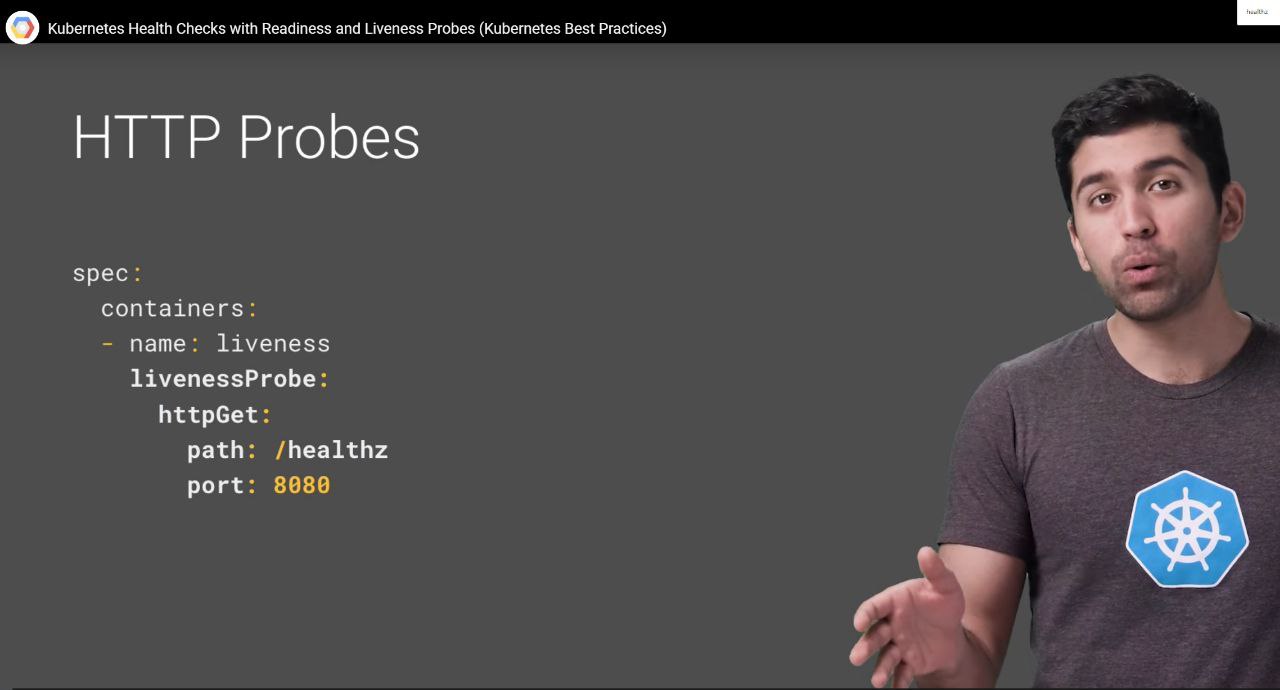 Kubernetes Health Checks with Readiness and Liveness Probes (Kubernetes Best Practices)
healthz
HTTP Probes
spec:
  containers:
  - name: liveness
    livenessProbe:
      httpGet:
        path: /healthz
        port: 8080